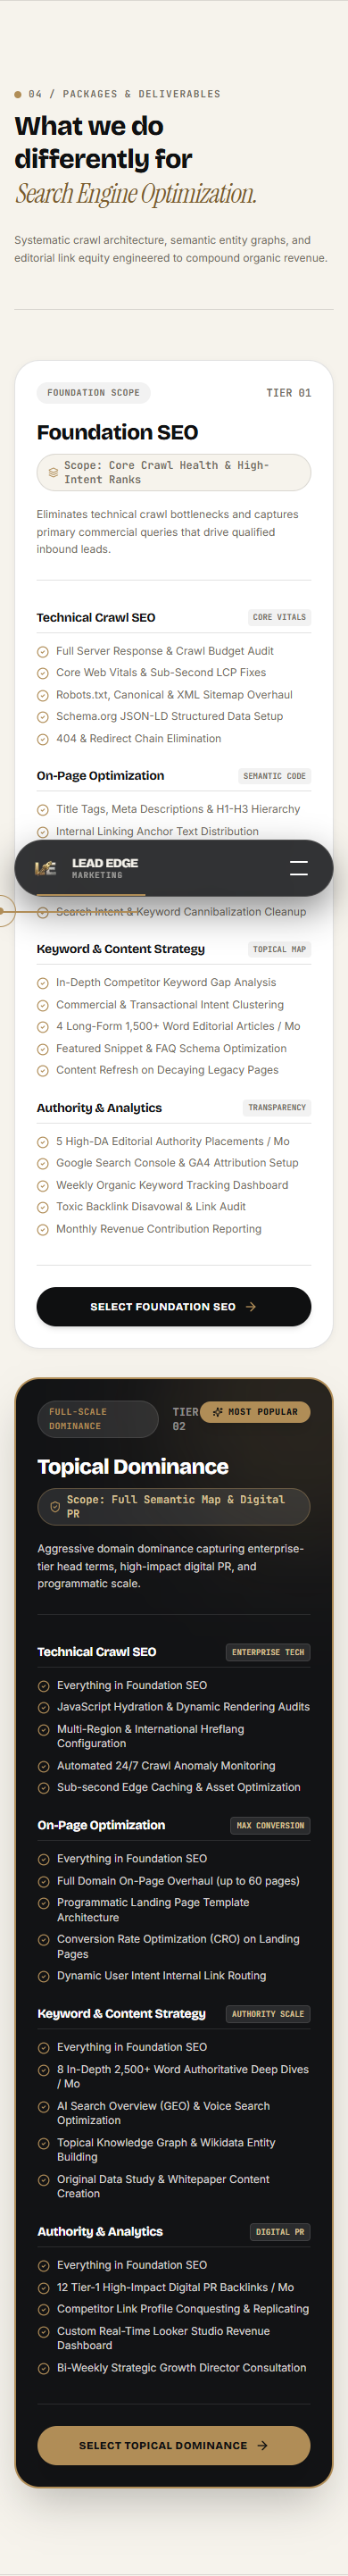 04 / PACKAGES & DELIVERABLES
What we do
differently for
Search Engine Optimization.
Systematic crawl architecture, semantic entity graphs, and
editorial link equity engineered to compound organic revenue.
FOUNDATION SCOPE
TIER 01
Foundation SEO
Scope: Core Crawl Health & High-
Intent Ranks
Eliminates technical crawl bottlenecks and captures
primary commercial queries that drive qualified
inbound leads.
Technical Crawl SEO
CORE VITALS
Full Server Response & Crawl Budget Audit
Core Web Vitals & Sub-Second LCP Fixes
Robots.txt, Canonical & XML Sitemap Overhaul
Schema.org JSON-LD Structured Data Setup
404 & Redirect Chain Elimination
On-Page Optimization
SEMANTIC CODE
Title Tags, Meta Descriptions & H1-H3 Hierarchy
Internal Linking Anchor Text Distribution
LE
LEAD EDGE
MARKETING
Search Intent & Keyword Cannibalization Cleanup
Keyword & Content Strategy
TOPICAL MAP
In-Depth Competitor Keyword Gap Analysis
Commercial & Transactional Intent Clustering
4 Long-Form 1,500+ Word Editorial Articles / Mo
Featured Snippet & FAQ Schema Optimization
Content Refresh on Decaying Legacy Pages
Authority & Analytics
TRANSPARENCY
5 High-DA Editorial Authority Placements / Mo
Google Search Console & GA4 Attribution Setup
Weekly Organic Keyword Tracking Dashboard
Toxic Backlink Disavowal & Link Audit
Monthly Revenue Contribution Reporting
SELECT FOUNDATION SEO
FULL-SCALE
DOMINANCE
TIER
02
MOST POPULAR
Topical Dominance
Scope: Full Semantic Map & Digital
PR
Aggressive domain dominance capturing enterprise-
tier head terms, high-impact digital PR, and
programmatic scale.
Technical Crawl SEO
ENTERPRISE TECH
Everything in Foundation SEO
JavaScript Hydration & Dynamic Rendering Audits
Multi-Region & International Hreflang
Configuration
Automated 24/7 Crawl Anomaly Monitoring
Sub-second Edge Caching & Asset Optimization
On-Page Optimization
MAX CONVERSION
Everything in Foundation SEO
Full Domain On-Page Overhaul (up to 60 pages)
Programmatic Landing Page Template
Architecture
Conversion Rate Optimization (CRO) on Landing
Pages
Dynamic User Intent Internal Link Routing
Keyword & Content Strategy
AUTHORITY SCALE
Everything in Foundation SEO
8 In-Depth 2,500+ Word Authoritative Deep Dives
/ Mo
AI Search Overview (GEO) & Voice Search
Optimization
Topical Knowledge Graph & Wikidata Entity
Building
Original Data Study & Whitepaper Content
Creation
Authority & Analytics
DIGITAL PR
Everything in Foundation SEO
12 Tier-1 High-Impact Digital PR Backlinks / Mo
Competitor Link Profile Conquesting & Replicating
Custom Real-Time Looker Studio Revenue
Dashboard
Bi-Weekly Strategic Growth Director Consultation
SELECT TOPICAL DOMINANCE